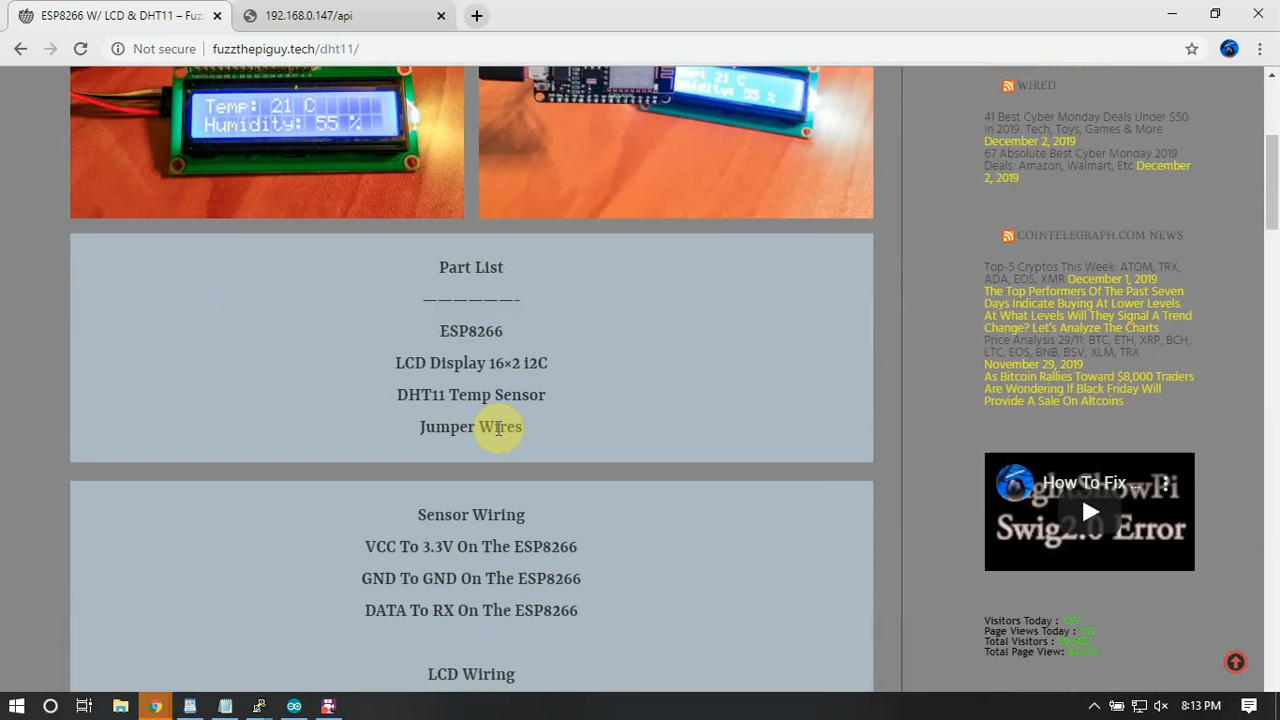 ESP8266 W/ LCD & DHT11 - Fu
192.168.0.147/api
Not secure
fuzzthepiguy.tech/dht11/
Temp: 21 C
Humidity: 55 %
21 C
55 %
Part List
——————-
ESP8266
LCD Display 16×2 i2C
DHT11 Temp Sensor
Jumper Wires
Sensor Wiring
VCC To 3.3V On The ESP8266
GND To GND On The ESP8266
DATA To RX On The ESP8266
LCD Wiring
WIRED
41 Best Cyber Monday Deals Under $50
in 2019: Tech, Toys, Games & More
December 2, 2019
67 Absolute Best Cyber Monday 2019
Deals: Amazon, Walmart, Etc December
2, 2019
COINTELEGRAPH.COM NEWS
Top-5 Cryptos This Week: ATOM, TRX,
ADA, EOS, XMR December 1, 2019
The Top Performers Of The Past Seven
Days Indicate Buying At Lower Levels.
At What Levels Will They Signal A Trend
Change? Let's Analyze The Charts
Price Analysis 29/11: BTC, ETH, XRP, BCH,
LTC, EOS, BNB, BSV, XLM, TRX
November 29, 2019
As Bitcoin Rallies Toward $8,000 Traders
Are Wondering If Black Friday Will
Provide A Sale On Altcoins
How To Fix ...
ghtShowPi
Swig2.0 Error
Visitors Today :
Page Views Today :
Total Visitors :
Total Page View:
8:13 PM